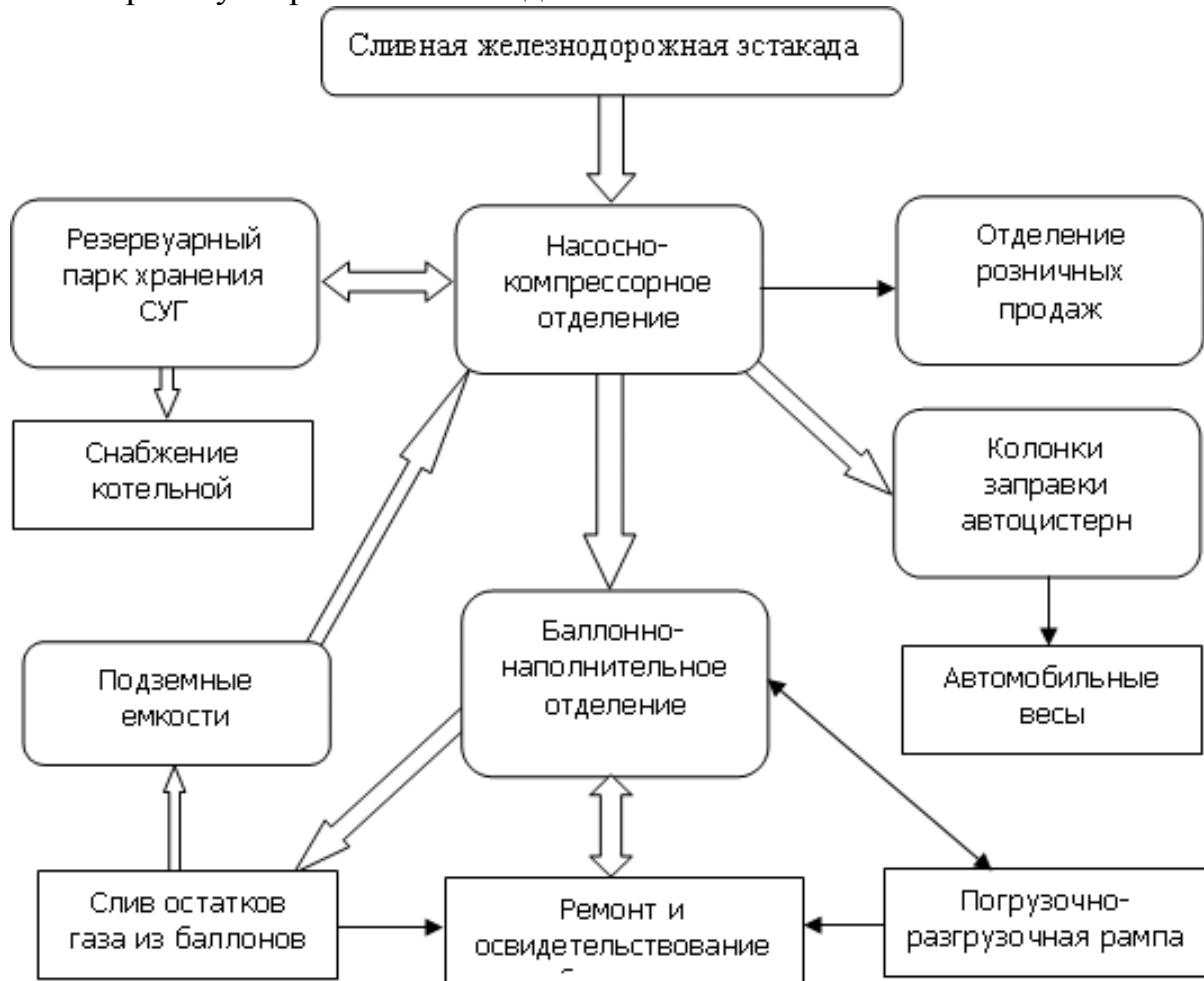 Сливная железнодорожная эстакада
Резервуарный
парк хранения
СУГ
Насосно-
компрессорное
отделение
Отделение
розничных
продаж
Снабжение
котельной
Колонки
заправки
автоцистерн
Подземные
емкости
Баллонно-
наполнительное
отделение
Автомобильные
весы
Слив остатков
газа из баллонов
Ремонт и
освидетельствование
Погрузочно-
разгрузочная рампа